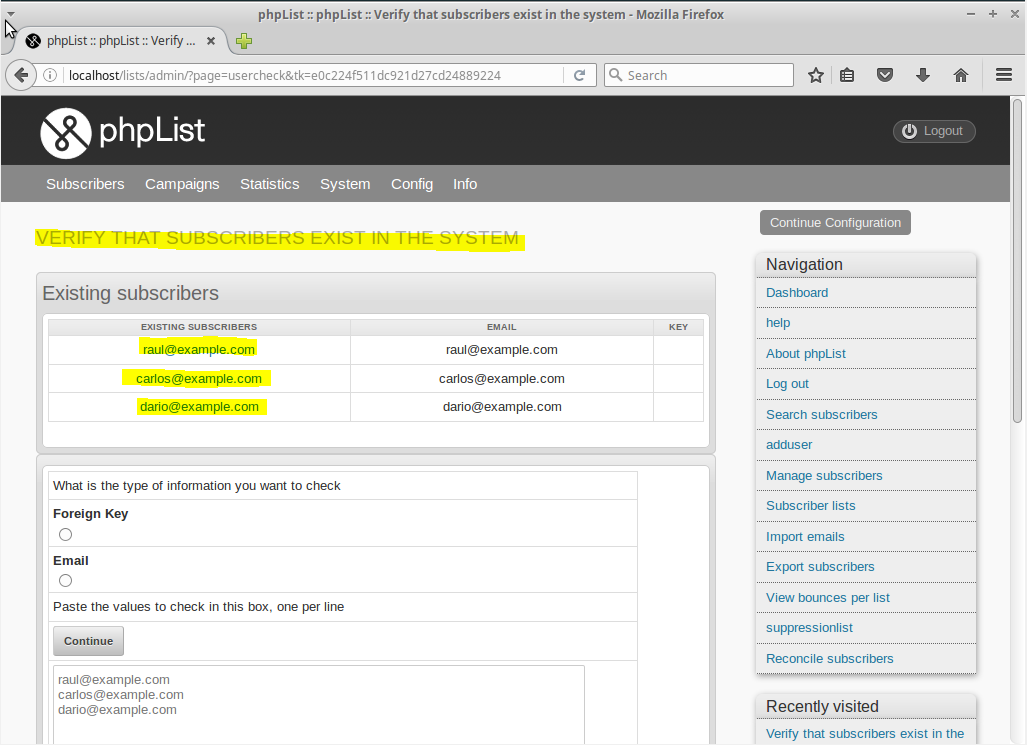 phpList :: phpList :: Verify that subscribers exist in the system - Mozilla Firefox
phpList :: phpList :: Verify ...
localhost/lists/admin/?page=usercheck&tk=e0c224f511dc921d27cd24889224
Search
phpList
Logout
Subscribers Campaigns Statistics System Config Info
Continue Configuration
VERIFY THAT SUBSCRIBERS EXIST IN THE SYSTEM
Existing subscribers
EXISTING SUBSCRIBERS EMAIL KEY
raul@example.com raul@example.com
carlos@example.com carlos@example.com
dario@example.com dario@example.com
What is the type of information you want to check
Foreign Key
Email
Paste the values to check in this box, one per line
Continue
raul@example.com
carlos@example.com
dario@example.com
Navigation
Dashboard
help
About phpList
Log out
Search subscribers
adduser
Manage subscribers
Subscriber lists
Import emails
Export subscribers
View bounces per list
suppressionlist
Reconcile subscribers
Recently visited
Verify that subscribers exist in the